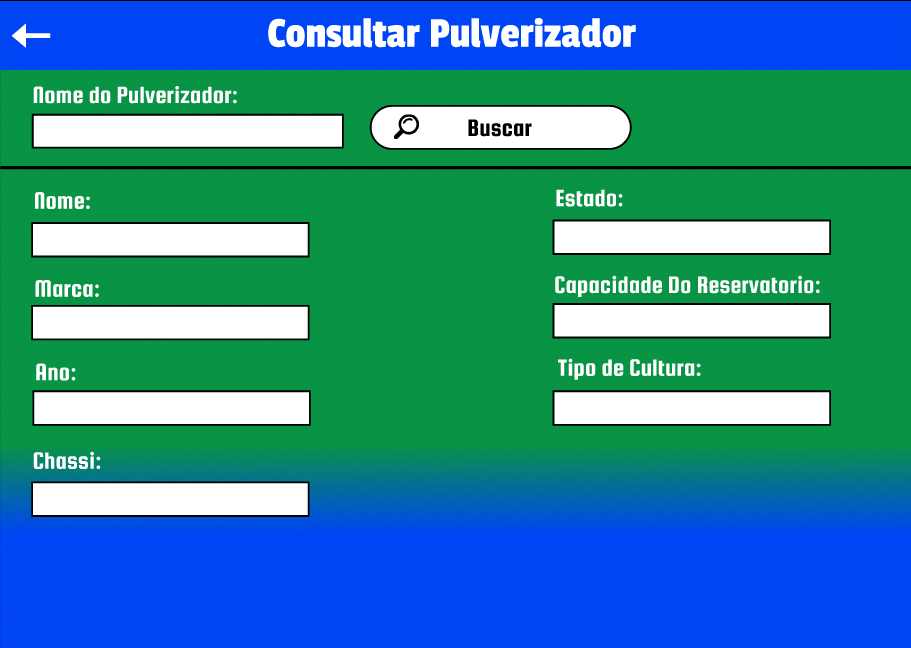 Consultar Pulverizador
Nome do Pulverizador:
Buscar
Nome:
Estado:
Marca:
Capacidade Do Reservatorio:
Ano:
Tipo de Cultura:
Chassi: